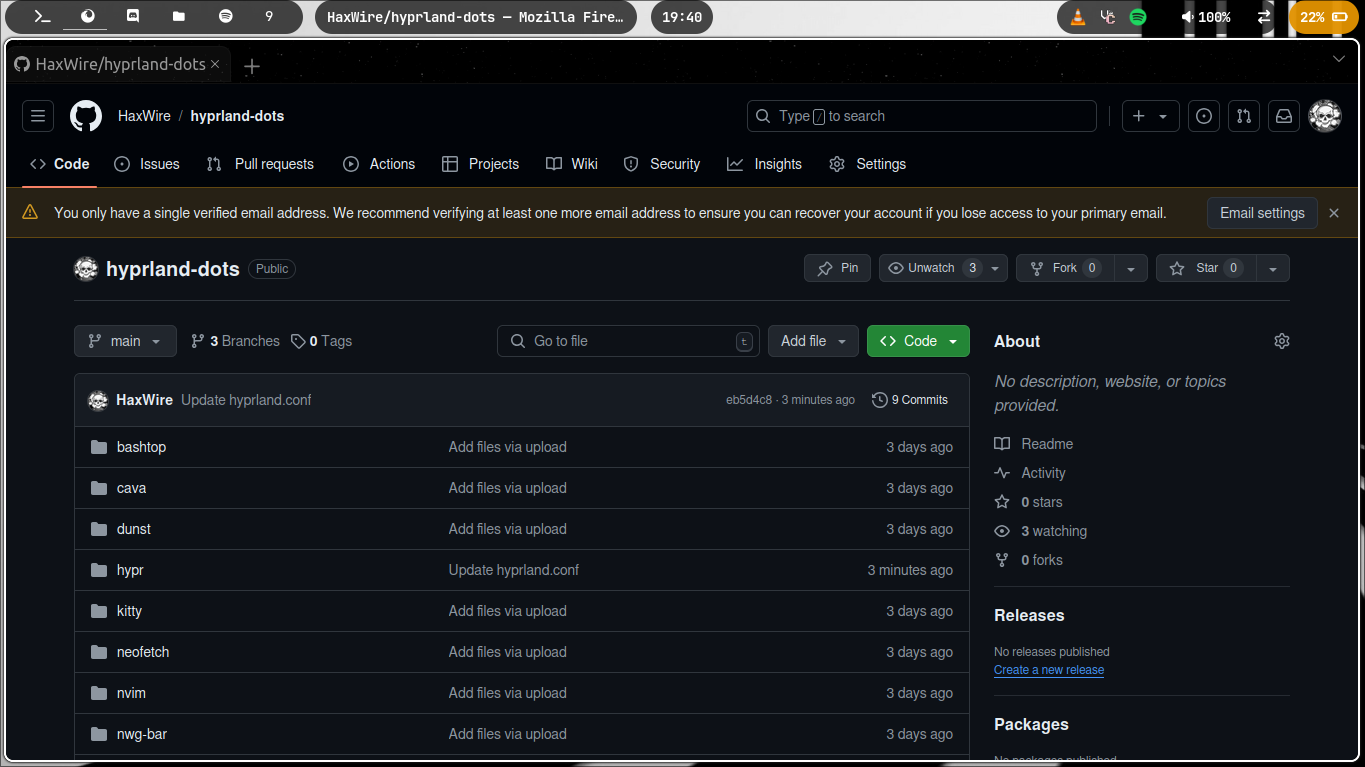 9
HaxWire/hyprland-dots — Mozilla Fire…
19:40
100%
22%
HaxWire/hyprland-dots
HaxWire / hyprland-dots
Type / to search
Code
Issues
Pull requests
Actions
Projects
Wiki
Security
Insights
Settings
You only have a single verified email address. We recommend verifying at least one more email address to ensure you can recover your account if you lose access to your primary email.
Email settings
hyprland-dots
Public
Pin
Unwatch 3
Fork 0
Star 0
main
3 Branches
0 Tags
Go to file
t
Add file
Code
HaxWire Update hyprland.conf
eb5d4c8 · 3 minutes ago
9 Commits
bashtop Add files via upload 3 days ago
cava Add files via upload 3 days ago
dunst Add files via upload 3 days ago
hypr Update hyprland.conf 3 minutes ago
kitty Add files via upload 3 days ago
neofetch Add files via upload 3 days ago
nvim Add files via upload 3 days ago
nwg-bar Add files via upload 3 days ago
About
No description, website, or topics
provided.
Readme
Activity
0 stars
3 watching
0 forks
Releases
No releases published
Create a new release
Packages
No packages published